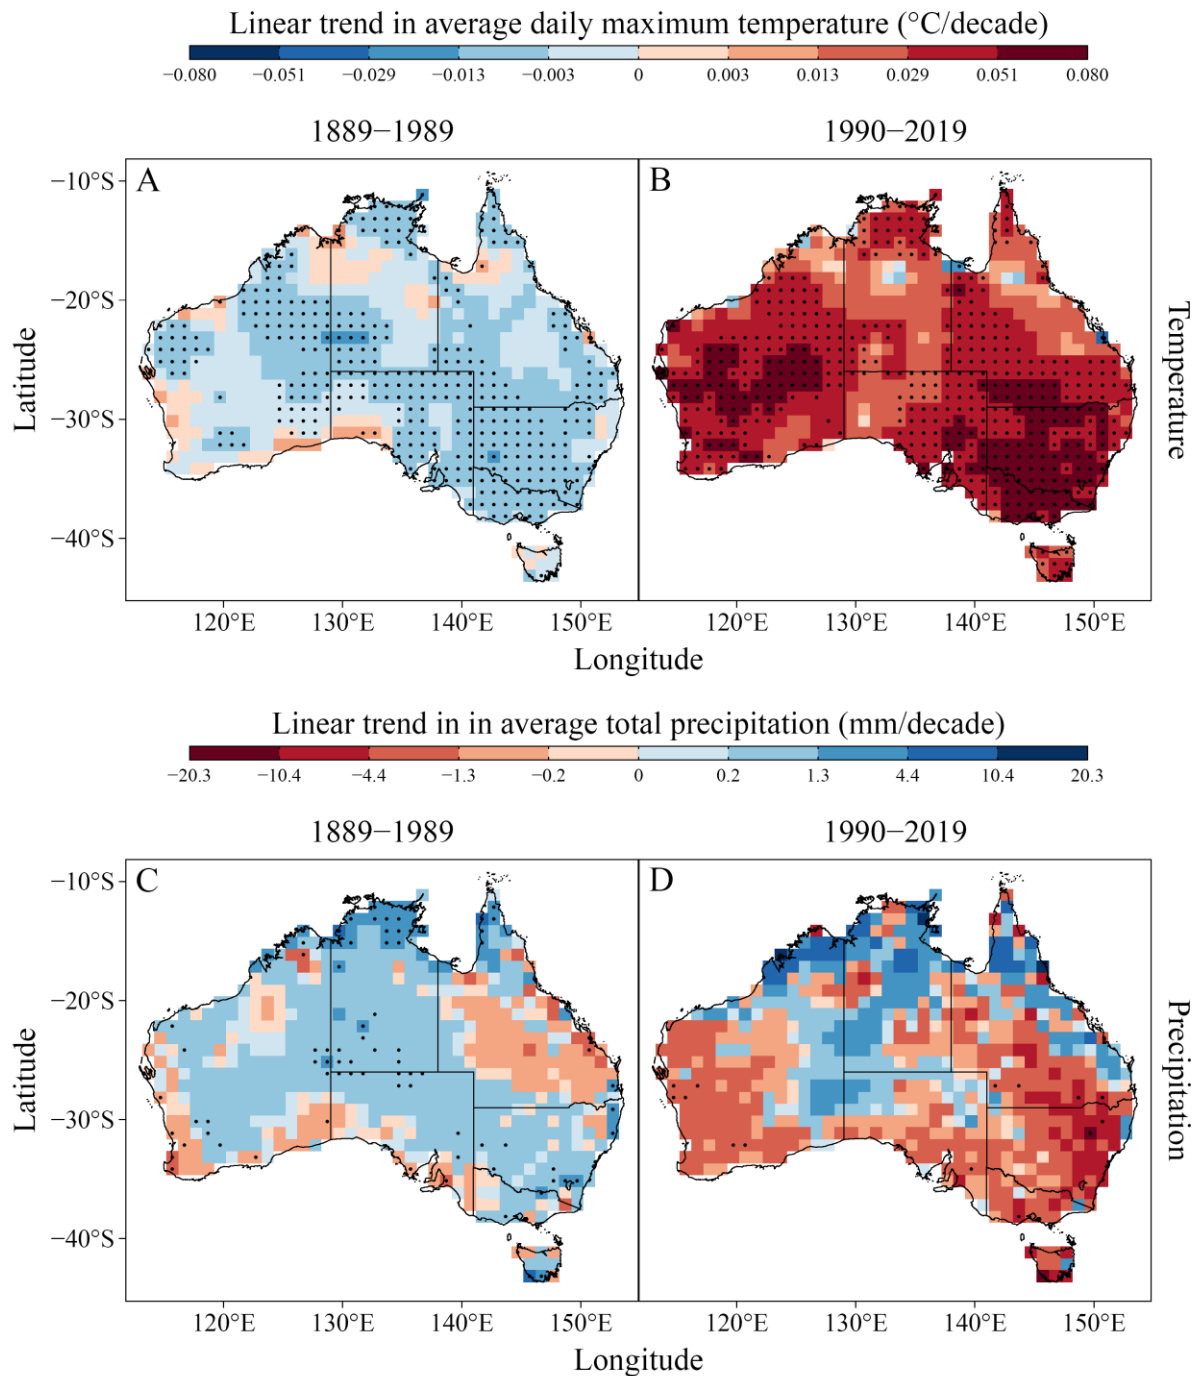 Linear trend in average daily maximum temperature (°C/decade)
−0.080 −0.051 −0.029 −0.013 −0.003 0 0.003 0.013 0.029 0.051 0.080
1889−1989 1990−2019
A B
−10°S
−20°S
−30°S
−40°S
Latitude
Temperature
120°E 130°E 140°E 150°E 120°E 130°E 140°E 150°E
Longitude
Linear trend in in average total precipitation (mm/decade)
−20.3 −10.4 −4.4 −1.3 −0.2 0 0.2 1.3 4.4 10.4 20.3
1889−1989 1990−2019
C D
−10°S
−20°S
−30°S
−40°S
Latitude
Precipitation
120°E 130°E 140°E 150°E 120°E 130°E 140°E 150°E
Longitude